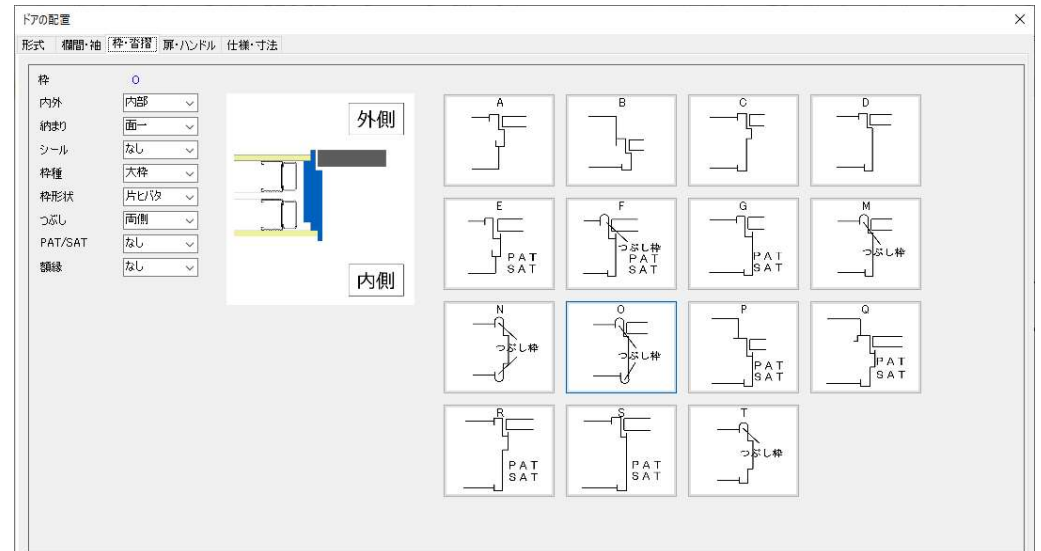 ドアの配置 ×
形式 欄間・袖 枠・沓摺 扉・ハンドル 仕様・寸法
枠 O
内外 内部
納まり 面一
シール なし
枠種 大枠
枠形状 片ヒバタ
つぶし 両側
PAT/SAT なし
額縁 なし
外側
内側
A B C D
E F G M
PAT SAT
つぶし枠 PAT SAT
PAT SAT
つぶし枠
N O P Q
つぶし枠
つぶし枠
PAT SAT
PAT SAT
R S T
PAT SAT
PAT SAT
つぶし枠